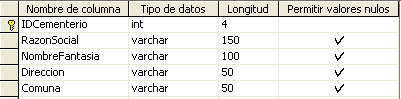 Nombre de columna Tipo de datos Longitud Permitir valores nulos
IDCementerio int 4
RazonSocial varchar 150
NombreFantasia varchar 100
Direccion varchar 50
Comuna varchar 50